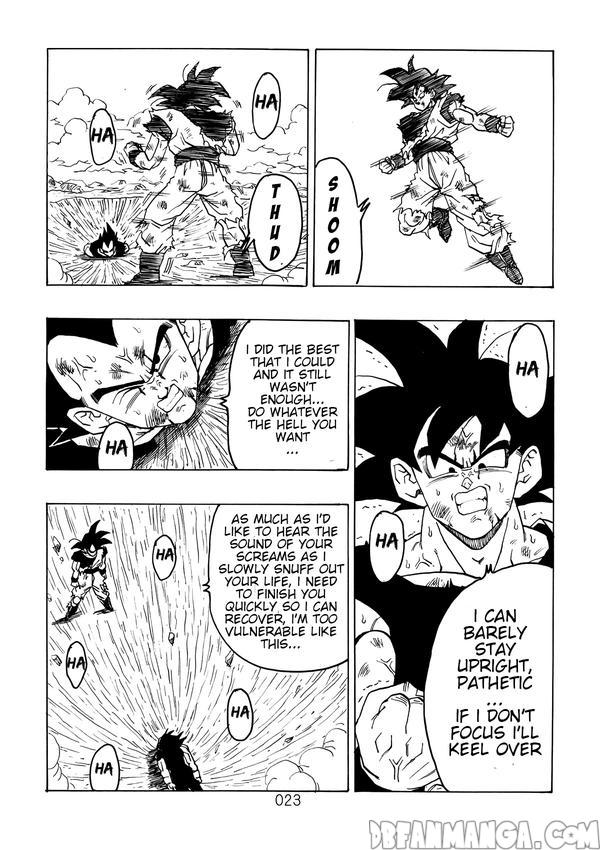 SHOOM
HA
HA
THUD
HA
HA
I CAN
BARELY
STAY
UPRIGHT,
PATHETIC
...
IF I DON'T
FOCUS I'LL
KEEL OVER
I DID THE BEST
THAT I COULD
AND IT STILL
WASN'T
ENOUGH...
DO WHATEVER
THE HELL YOU
WANT
...
HA
AS MUCH AS I'D
LIKE TO HEAR THE
SOUND OF YOUR
SCREAMS AS I
SLOWLY SNUFF OUT
YOUR LIFE, I NEED
TO FINISH YOU
QUICKLY SO I CAN
RECOVER, I'M TOO
VULNERABLE LIKE
THIS...
HA
HA
HA
HA
023
DBFANMANGA.COM